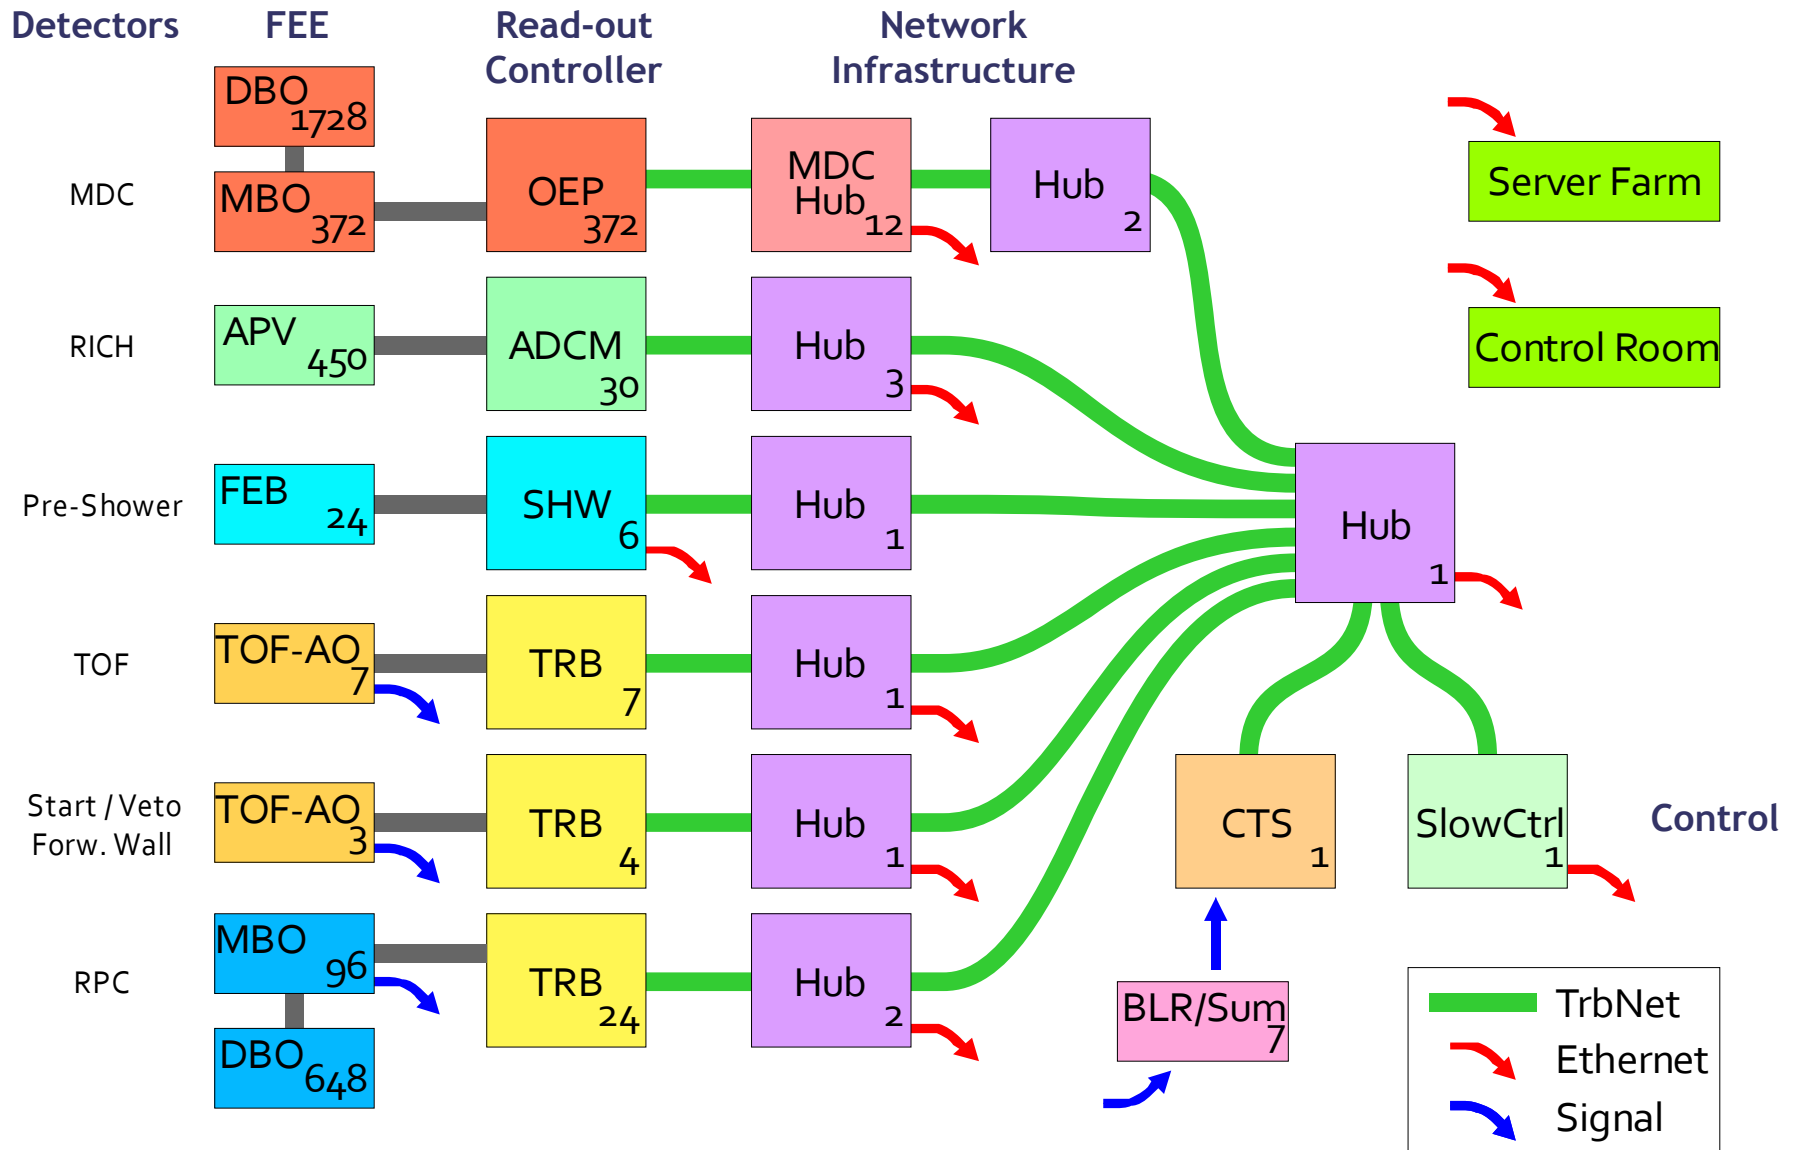 Detectors
FEE
Read-out
Controller
Network
Infrastructure
DBO
1728
MDC
MBO
372
OEP
372
MDC
Hub
12
Hub
2
Server Farm
RICH
APV
450
ADCM
30
Hub
3
Control Room
Pre-Shower
FEB
24
SHW
6
Hub
1
Hub
1
TOF
TOF-AO
7
TRB
7
Hub
1
Start / Veto
Forw. Wall
TOF-AO
3
TRB
4
Hub
1
CTS
1
SlowCtrl
1
Control
RPC
MBO
96
DBO
648
TRB
24
Hub
2
BLR/Sum
7
TrbNet
Ethernet
Signal